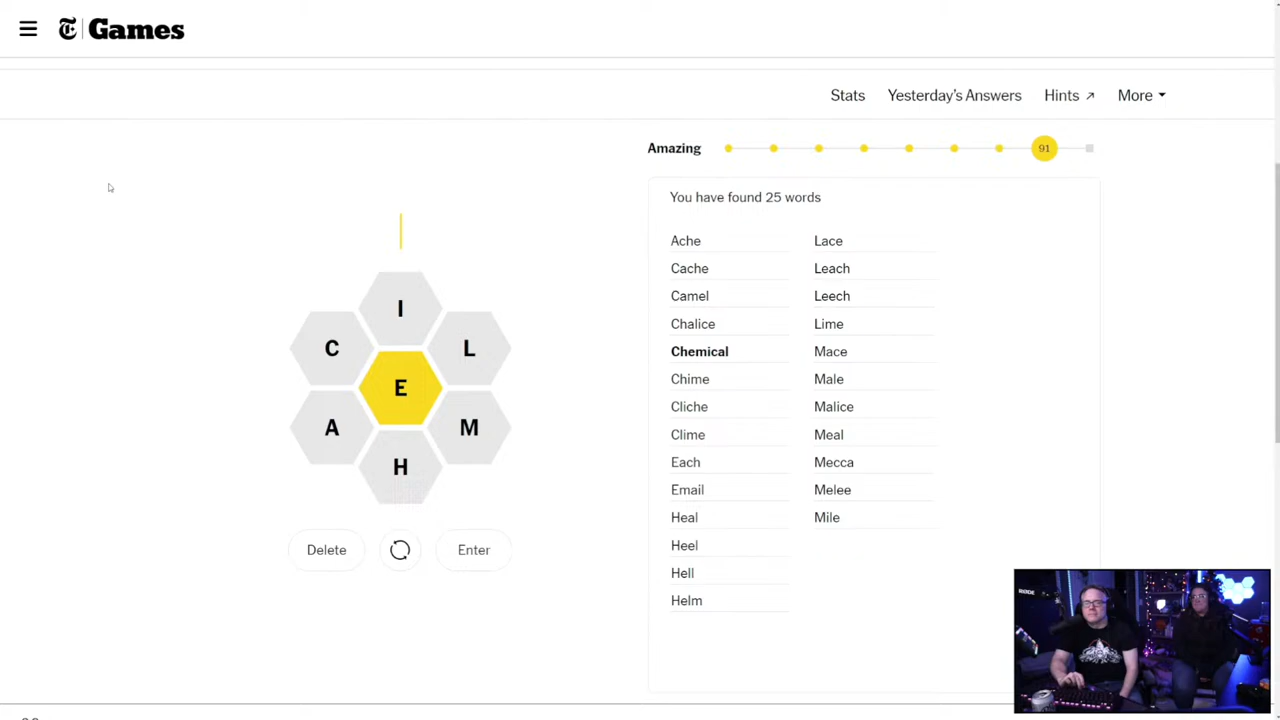 Games
Stats Yesterday's Answers Hints ↗ More
Amazing 91
You have found 25 words
Ache Lace
Cache Leach
Camel Leech
Chalice Lime
Chemical Mace
Chime Male
Cliche Malice
Clime Meal
Each Mecca
Email Melee
Heal Mile
Heel
Hell
Helm
I
C L
E
A M
H
Delete Enter
RØDE